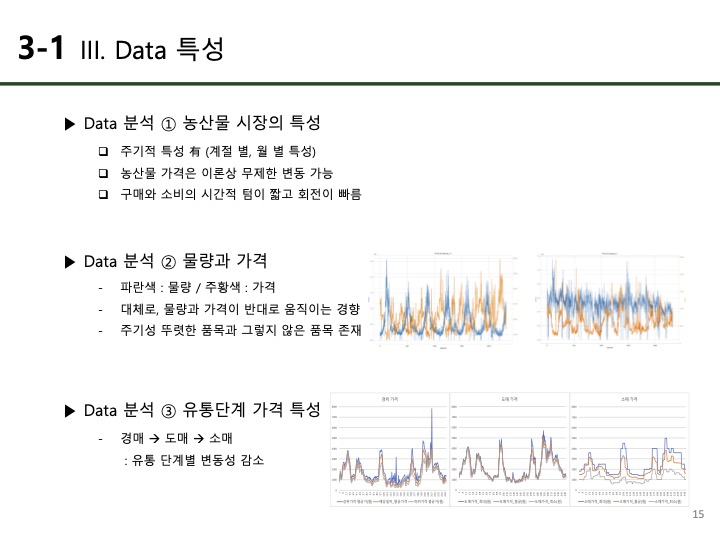 3-1 III. Data 특성
▶ Data 분석 ① 농산물 시장의 특성
❑ 주기적 특성 有 (계절 별, 월 별 특성)
❑ 농산물 가격은 이론상 무제한 변동 가능
❑ 구매와 소비의 시간적 텀이 짧고 회전이 빠름
▶ Data 분석 ② 물량과 가격
- 파란색 : 물량 / 주황색 : 가격
- 대체로, 물량과 가격이 반대로 움직이는 경향
- 주기성 뚜렷한 품목과 그렇지 않은 품목 존재
▶ Data 분석 ③ 유통단계 가격 특성
- 경매 → 도매 → 소매
: 유통 단계별 변동성 감소
경매 가격
도매 가격
소매 가격
15